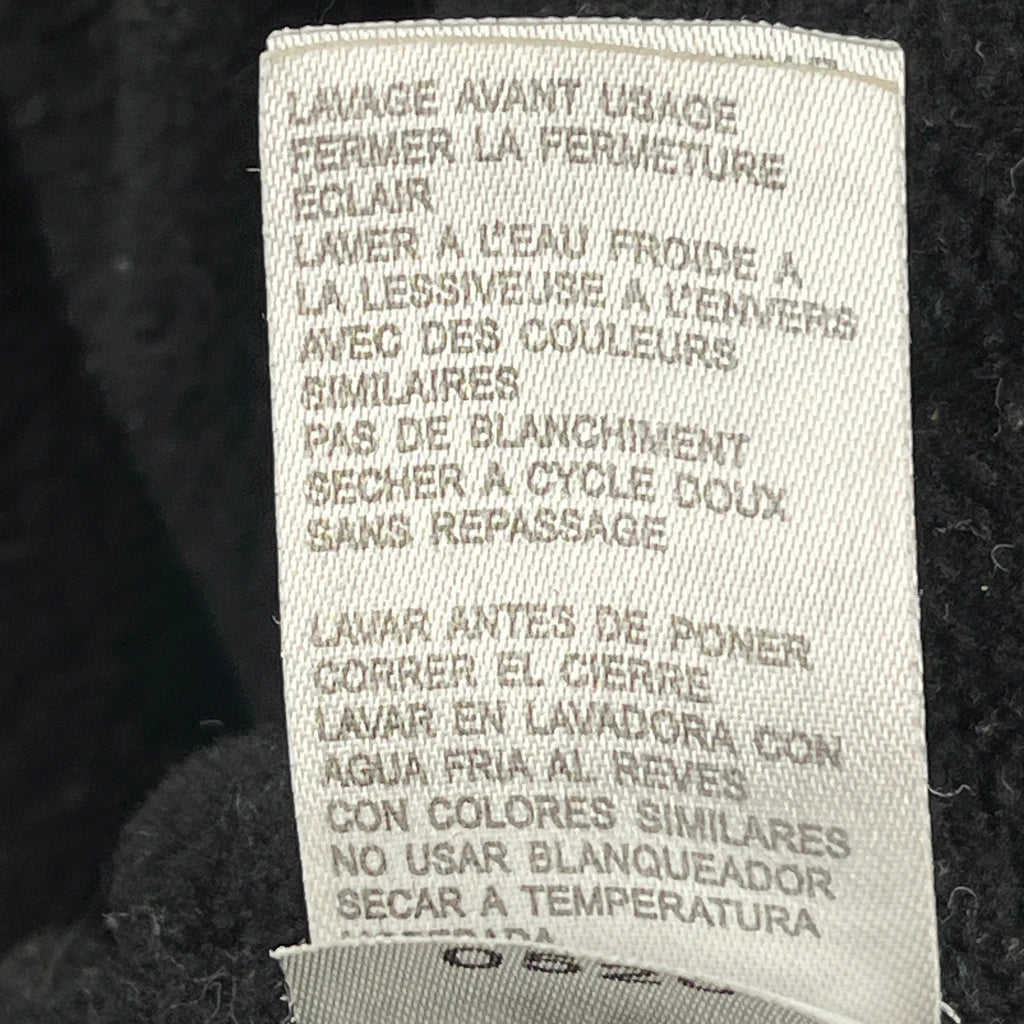 LAVAGE AVANT USAGE
FERMER LA FERMETURE
ÉCLAIR
LAVER A L'EAU FROIDE A
LA LESSIVEUSE A L'ENVERS
AVEC DES COULEURS
SIMILAIRES
PAS DE BLANCHIMENT
SECHER A CYCLE DOUX
SANS REPASSAGE
LAVAR ANTES DE PONER
CORRER EL CIERRE
LAVAR EN LAVADORA CON
AGUA FRIA AL REVES
CON COLORES SIMILARES
NO USAR BLANQUEADOR
SECAR A TEMPERATURA